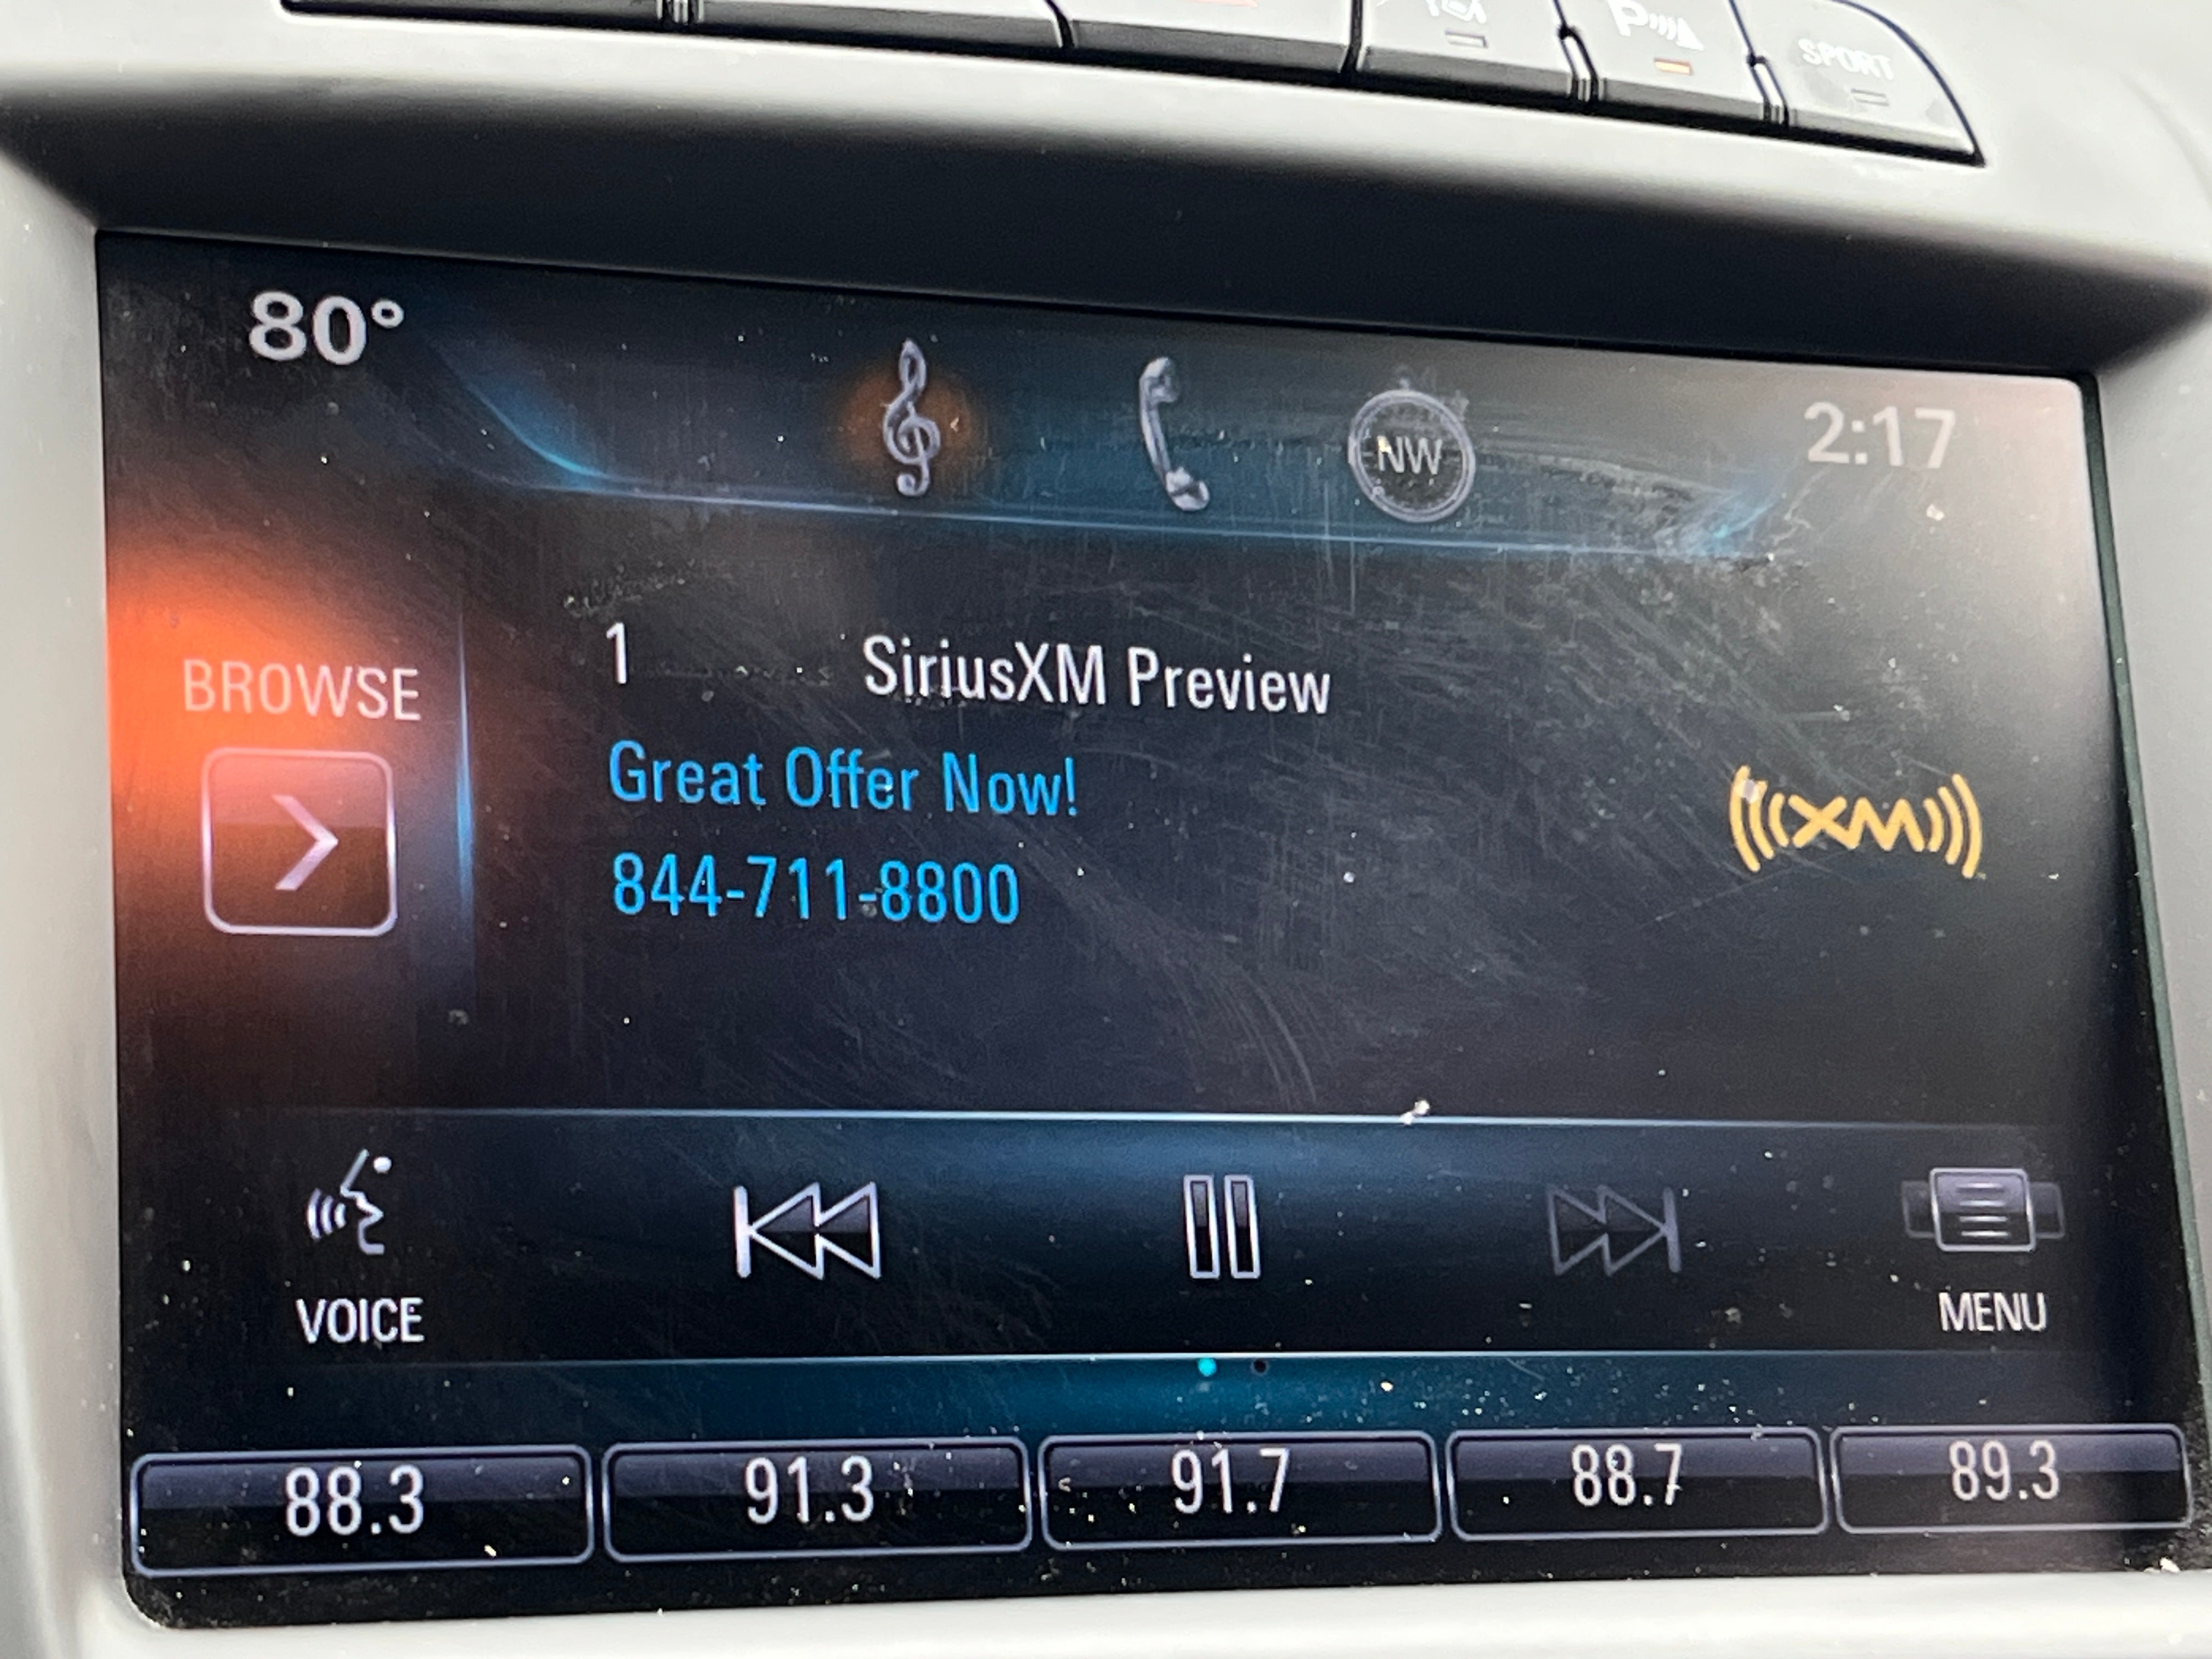 P
SPORT
80°
NW
2:17
BROWSE
1 SiriusXM Preview
Great Offer Now!
844-711-8800
(((XM)))
VOICE
MENU
88.3 91.3 91.7 88.7 89.3